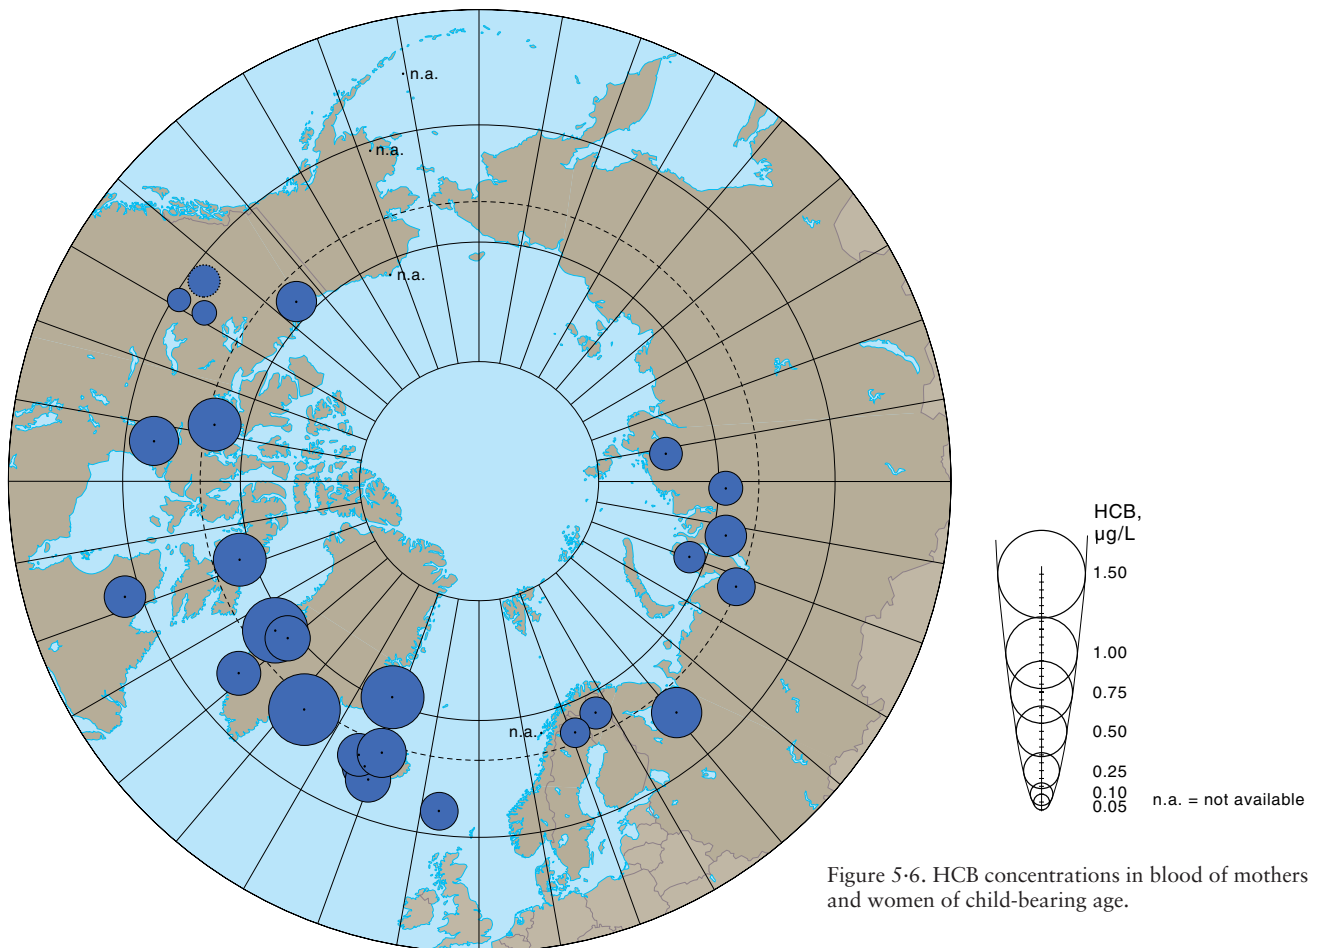 n.a.
n.a.
n.a.
n.a.
HCB,
µg/L
1.50
1.00
0.75
0.50
0.25
0.10
0.05
n.a. = not available
Figure 5·6. HCB concentrations in blood of mothers
and women of child-bearing age.